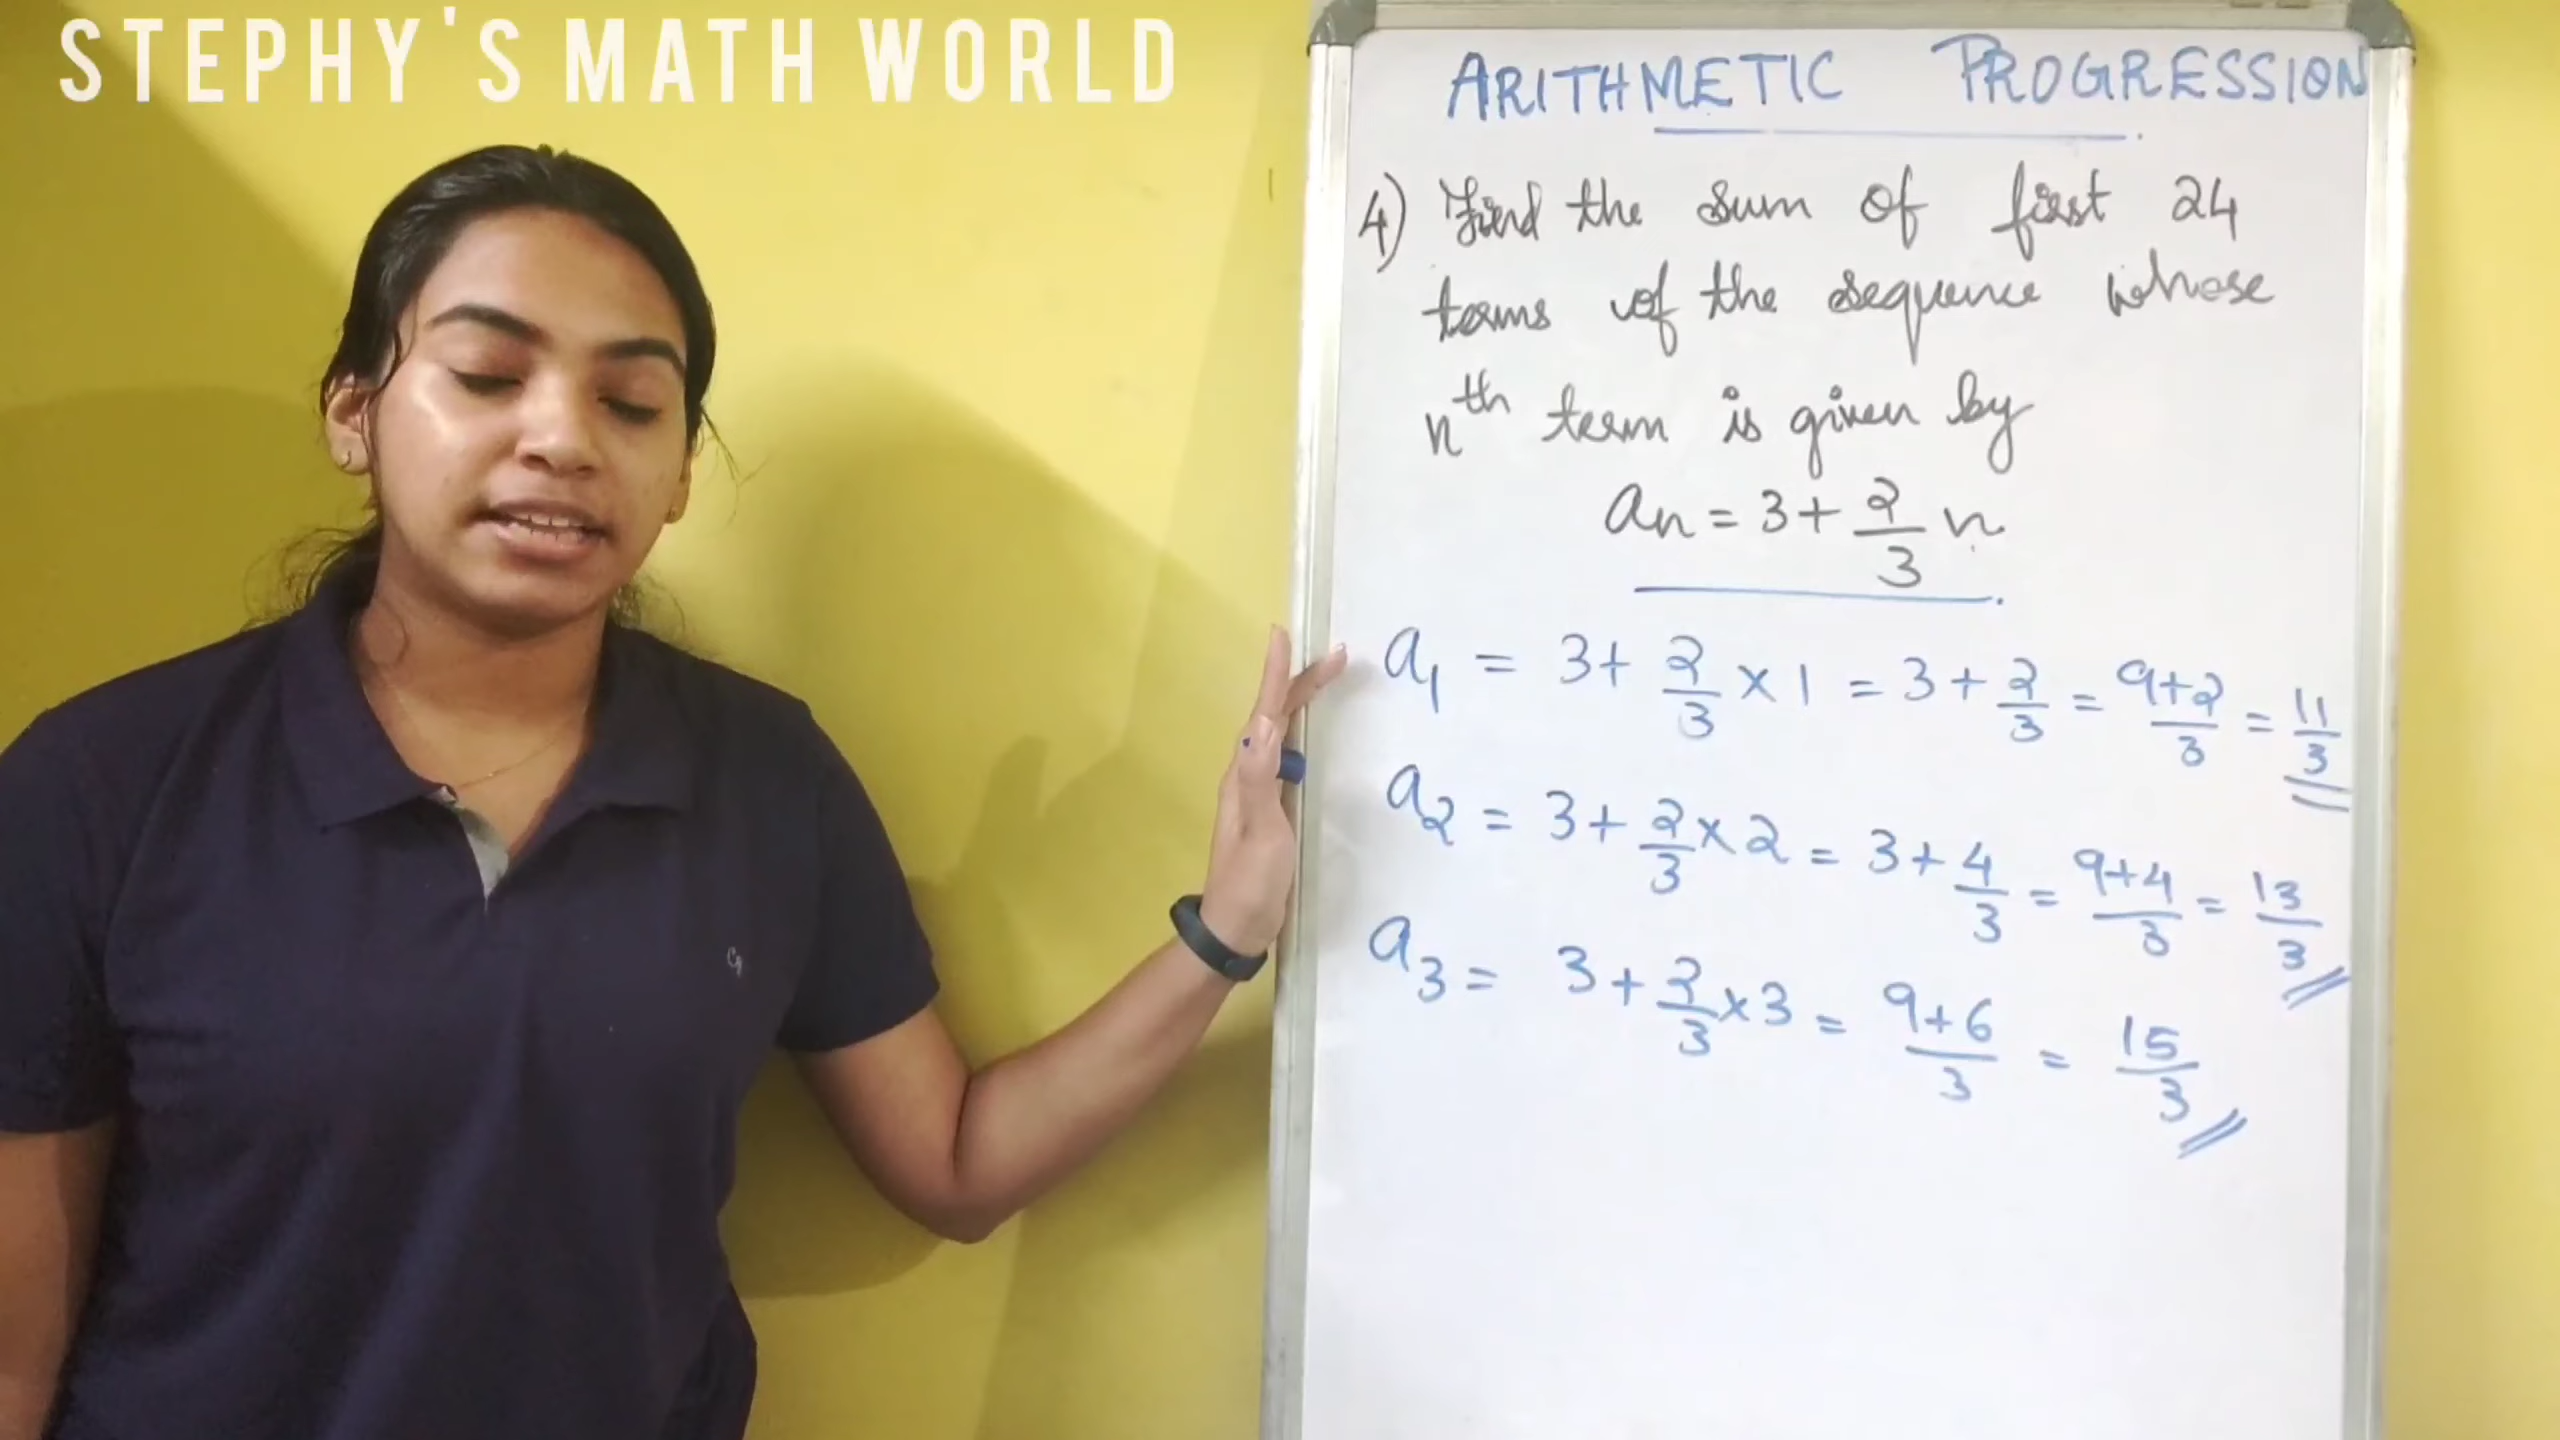 STEPHY'S MATH WORLD
ARITHMETIC PROGRESSION
4) Find the sum of first 24
terms of the sequence whose
nth term is given by
an = 3 + 2/3 n.
a1 = 3 + 2/3 × 1 = 3 + 2/3 = 9+2/3 = 11/3
a2 = 3 + 2/3 × 2 = 3 + 4/3 = 9+4/3 = 13/3
a3 = 3 + 2/3 × 3 = 9+6/3 = 15/3